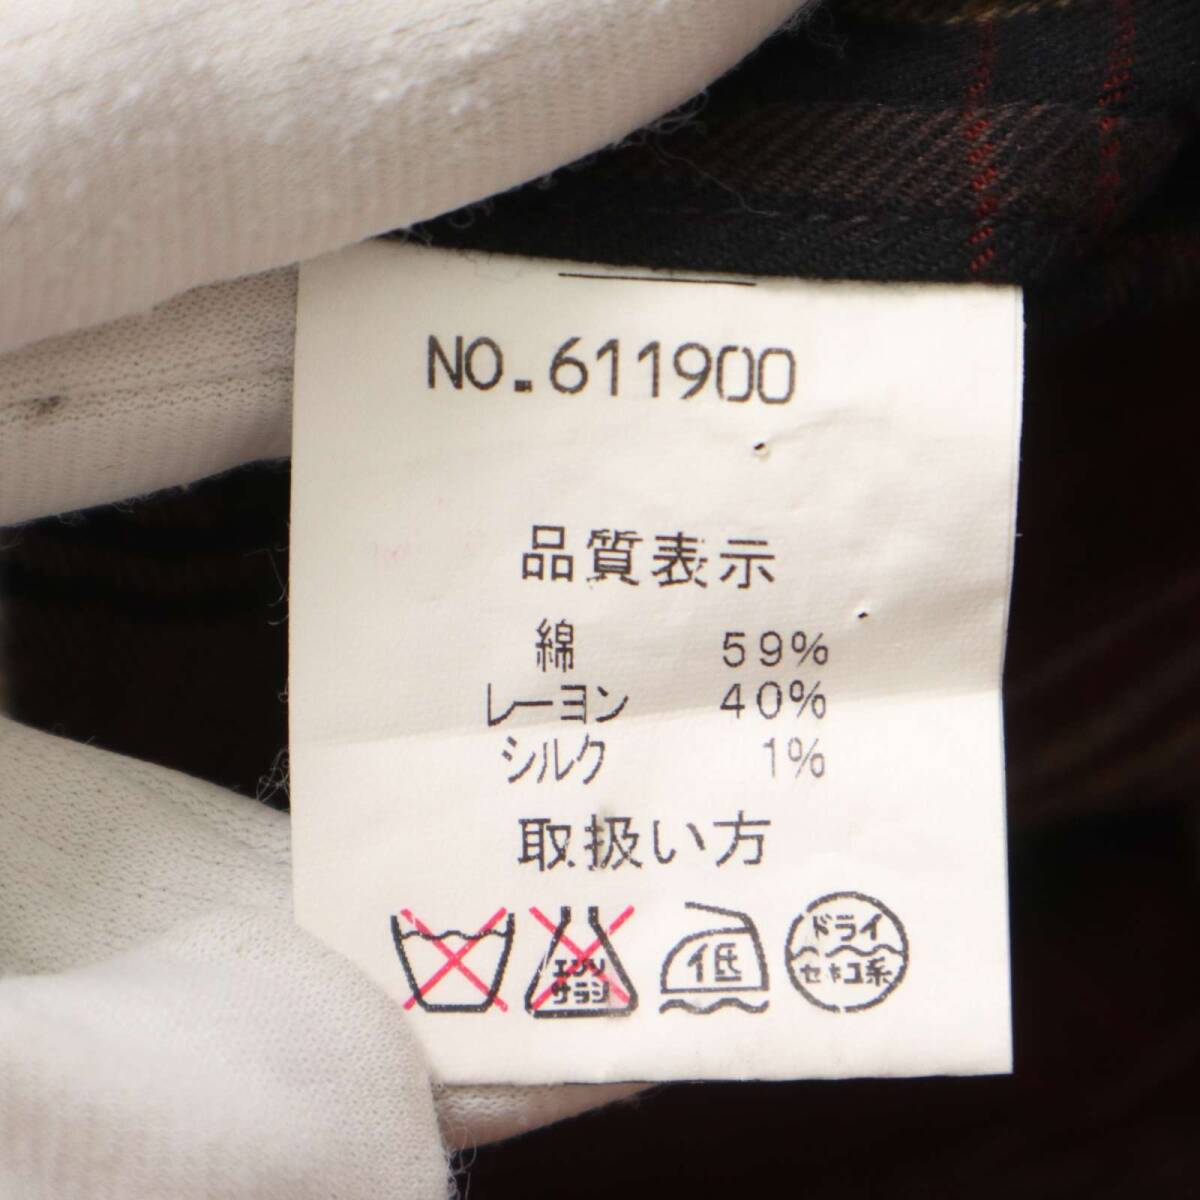 NO.611900
品質表示
綿 59%
レーヨン 40%
シルク 1%
取扱い方
エンソ
サラシ
低
ドライ
セキユ系